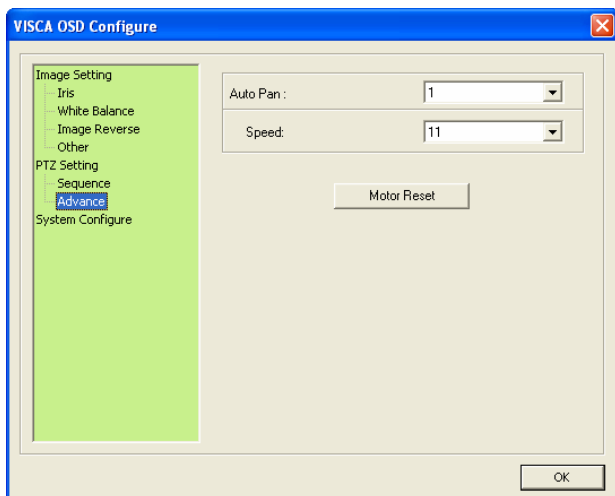 VISCA OSD Configure
Image Setting
Iris
White Balance
Image Reverse
Other
PTZ Setting
Sequence
Advance
System Configure
Auto Pan : 1
Speed: 11
Motor Reset
OK